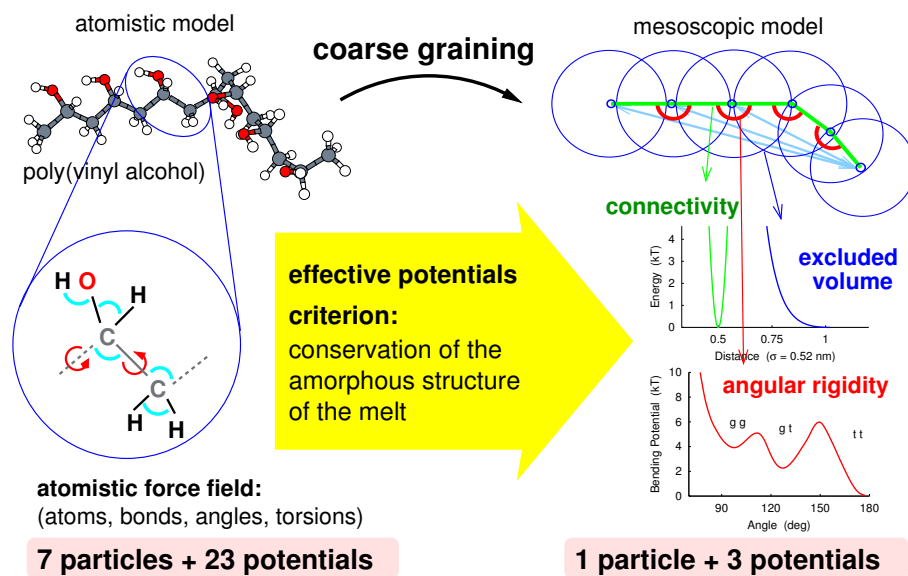 atomistic model
coarse graining
mesoscopic model
poly(vinyl alcohol)
H O H
C
C
H
H
effective potentials
criterion:
conservation of the
amorphous structure
of the melt
connectivity
excluded
volume
Energy (kT)
4
3
2
1
0
0.5 0.75 1
Distance (σ = 0.52 nm)
angular rigidity
Bending Potential (kT)
10
8
6
4
2
0
g g g t t t
90 110 130 150 180
Angle (deg)
atomistic force field:
(atoms, bonds, angles, torsions)
7 particles + 23 potentials
1 particle + 3 potentials